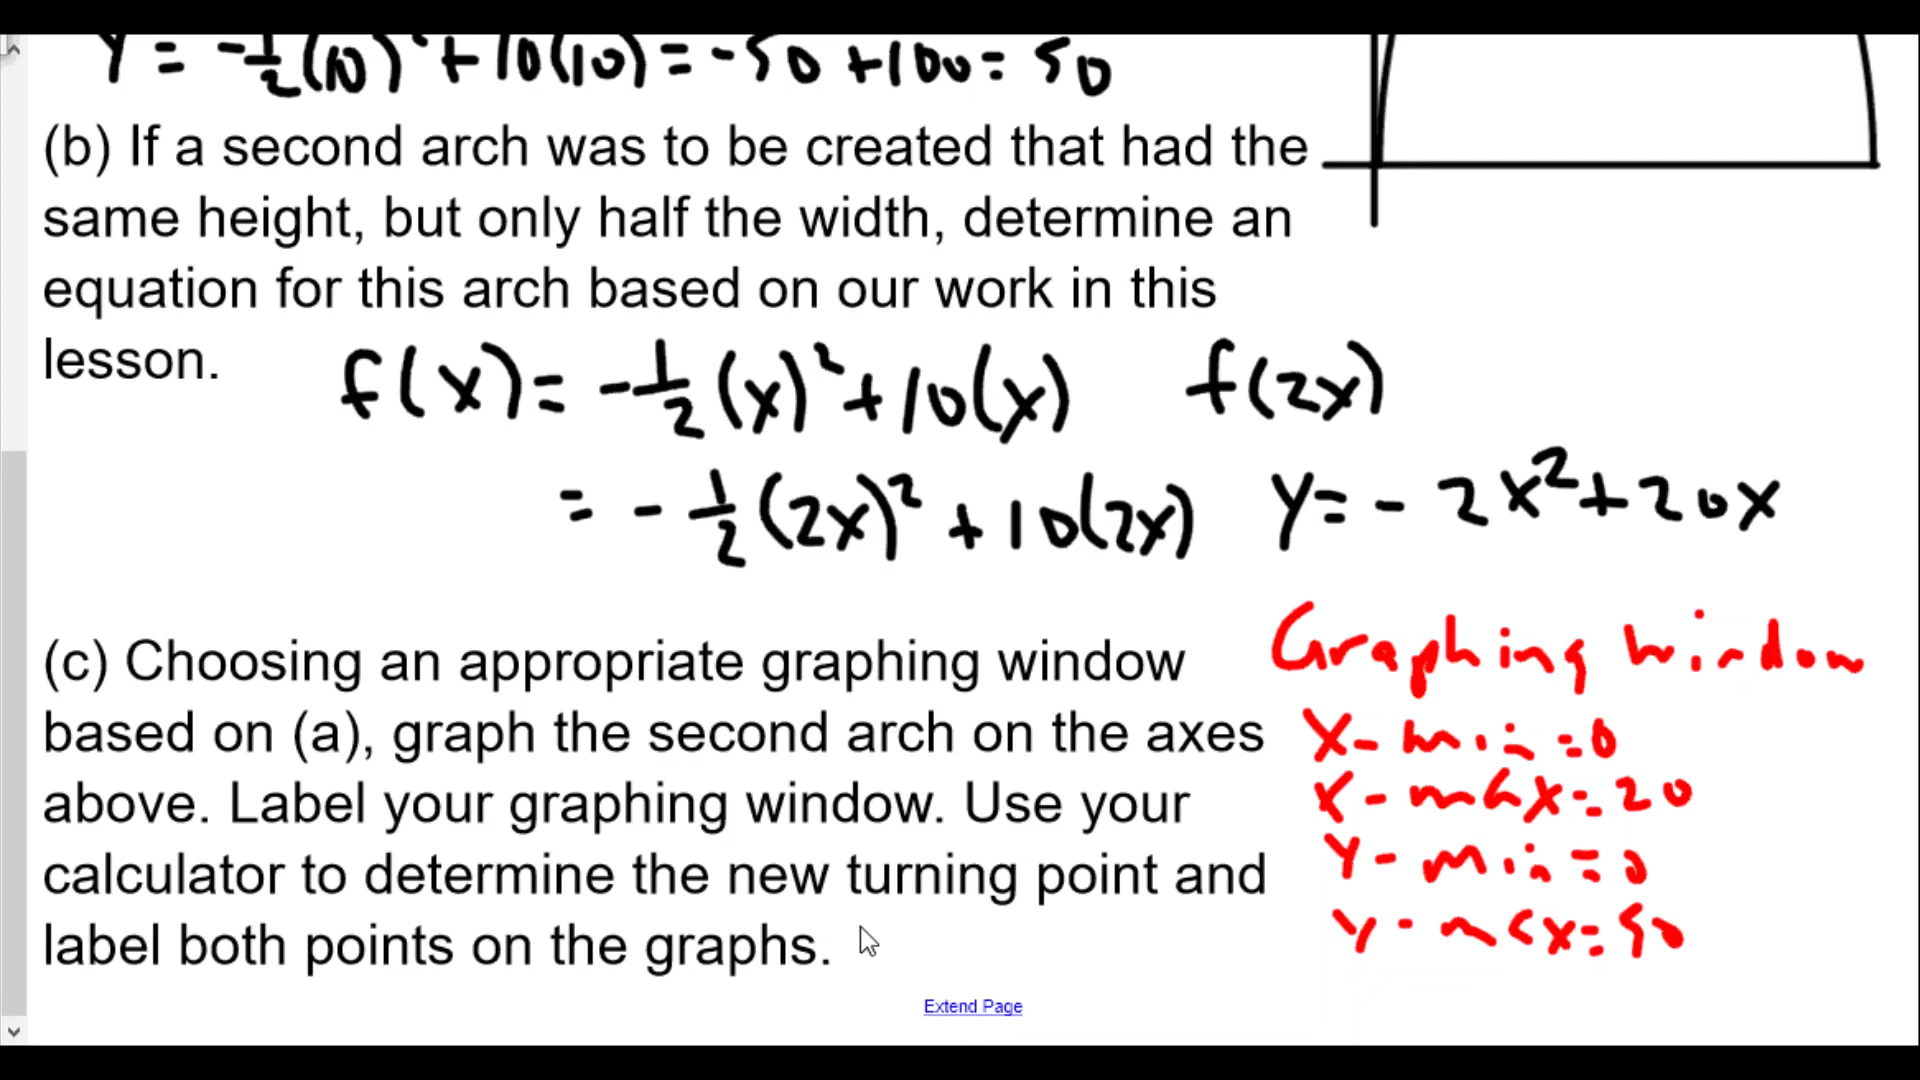 y = -½(10)² + 10(10) = -50 + 100 = 50
(b) If a second arch was to be created that had the
same height, but only half the width, determine an
equation for this arch based on our work in this
lesson.
f(x) = -½(x)² + 10(x) f(2x)
= -½(2x)² + 10(2x) y = -2x² + 20x
Graphing window
(c) Choosing an appropriate graphing window
based on (a), graph the second arch on the axes
above. Label your graphing window. Use your
calculator to determine the new turning point and
label both points on the graphs.
x-min = 0
x-max = 20
y-min = 0
y-max = 50
Extend Page